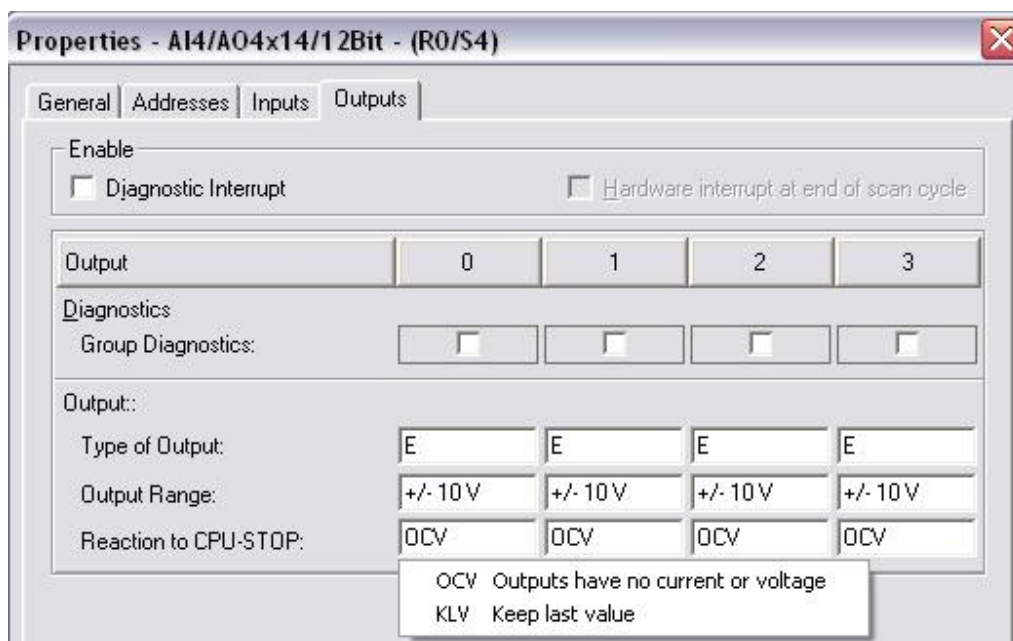 Properties - AI4/AO4x14/12Bit - (R0/S4)
General Addresses Inputs Outputs
Enable
Diagnostic Interrupt Hardware interrupt at end of scan cycle
Output 0 1 2 3
Diagnostics
Group Diagnostics:
Output::
Type of Output: E E E E
Output Range: +/- 10 V +/- 10 V +/- 10 V +/- 10 V
Reaction to CPU-STOP: OCV OCV OCV OCV
OCV Outputs have no current or voltage
KLV Keep last value